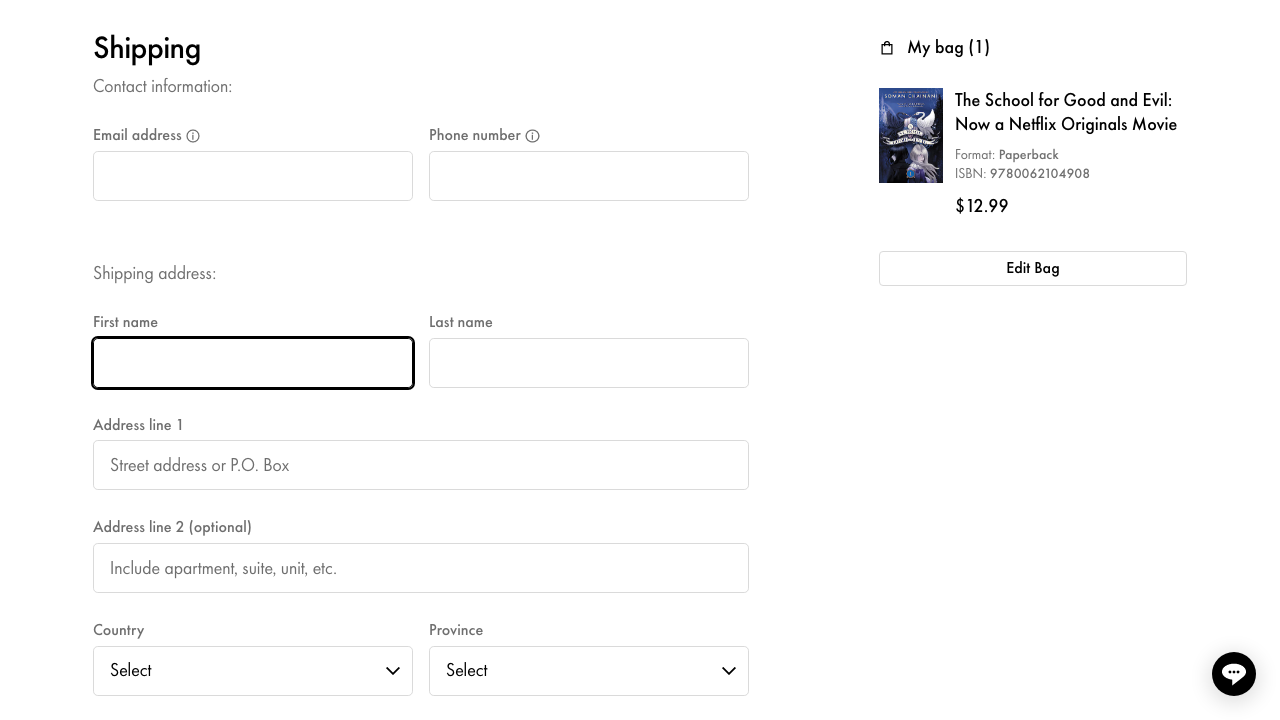 Shipping
Contact information:
Email address
Phone number
Shipping address:
First name
Last name
Address line 1
Street address or P.O. Box
Address line 2 (optional)
Include apartment, suite, unit, etc.
Country
Province
Select
Select
My bag (1)
SOMAN CHAINANI
The School for Good and Evil:
Now a Netflix Originals Movie
Format: Paperback
ISBN: 9780062104908
$12.99
Edit Bag